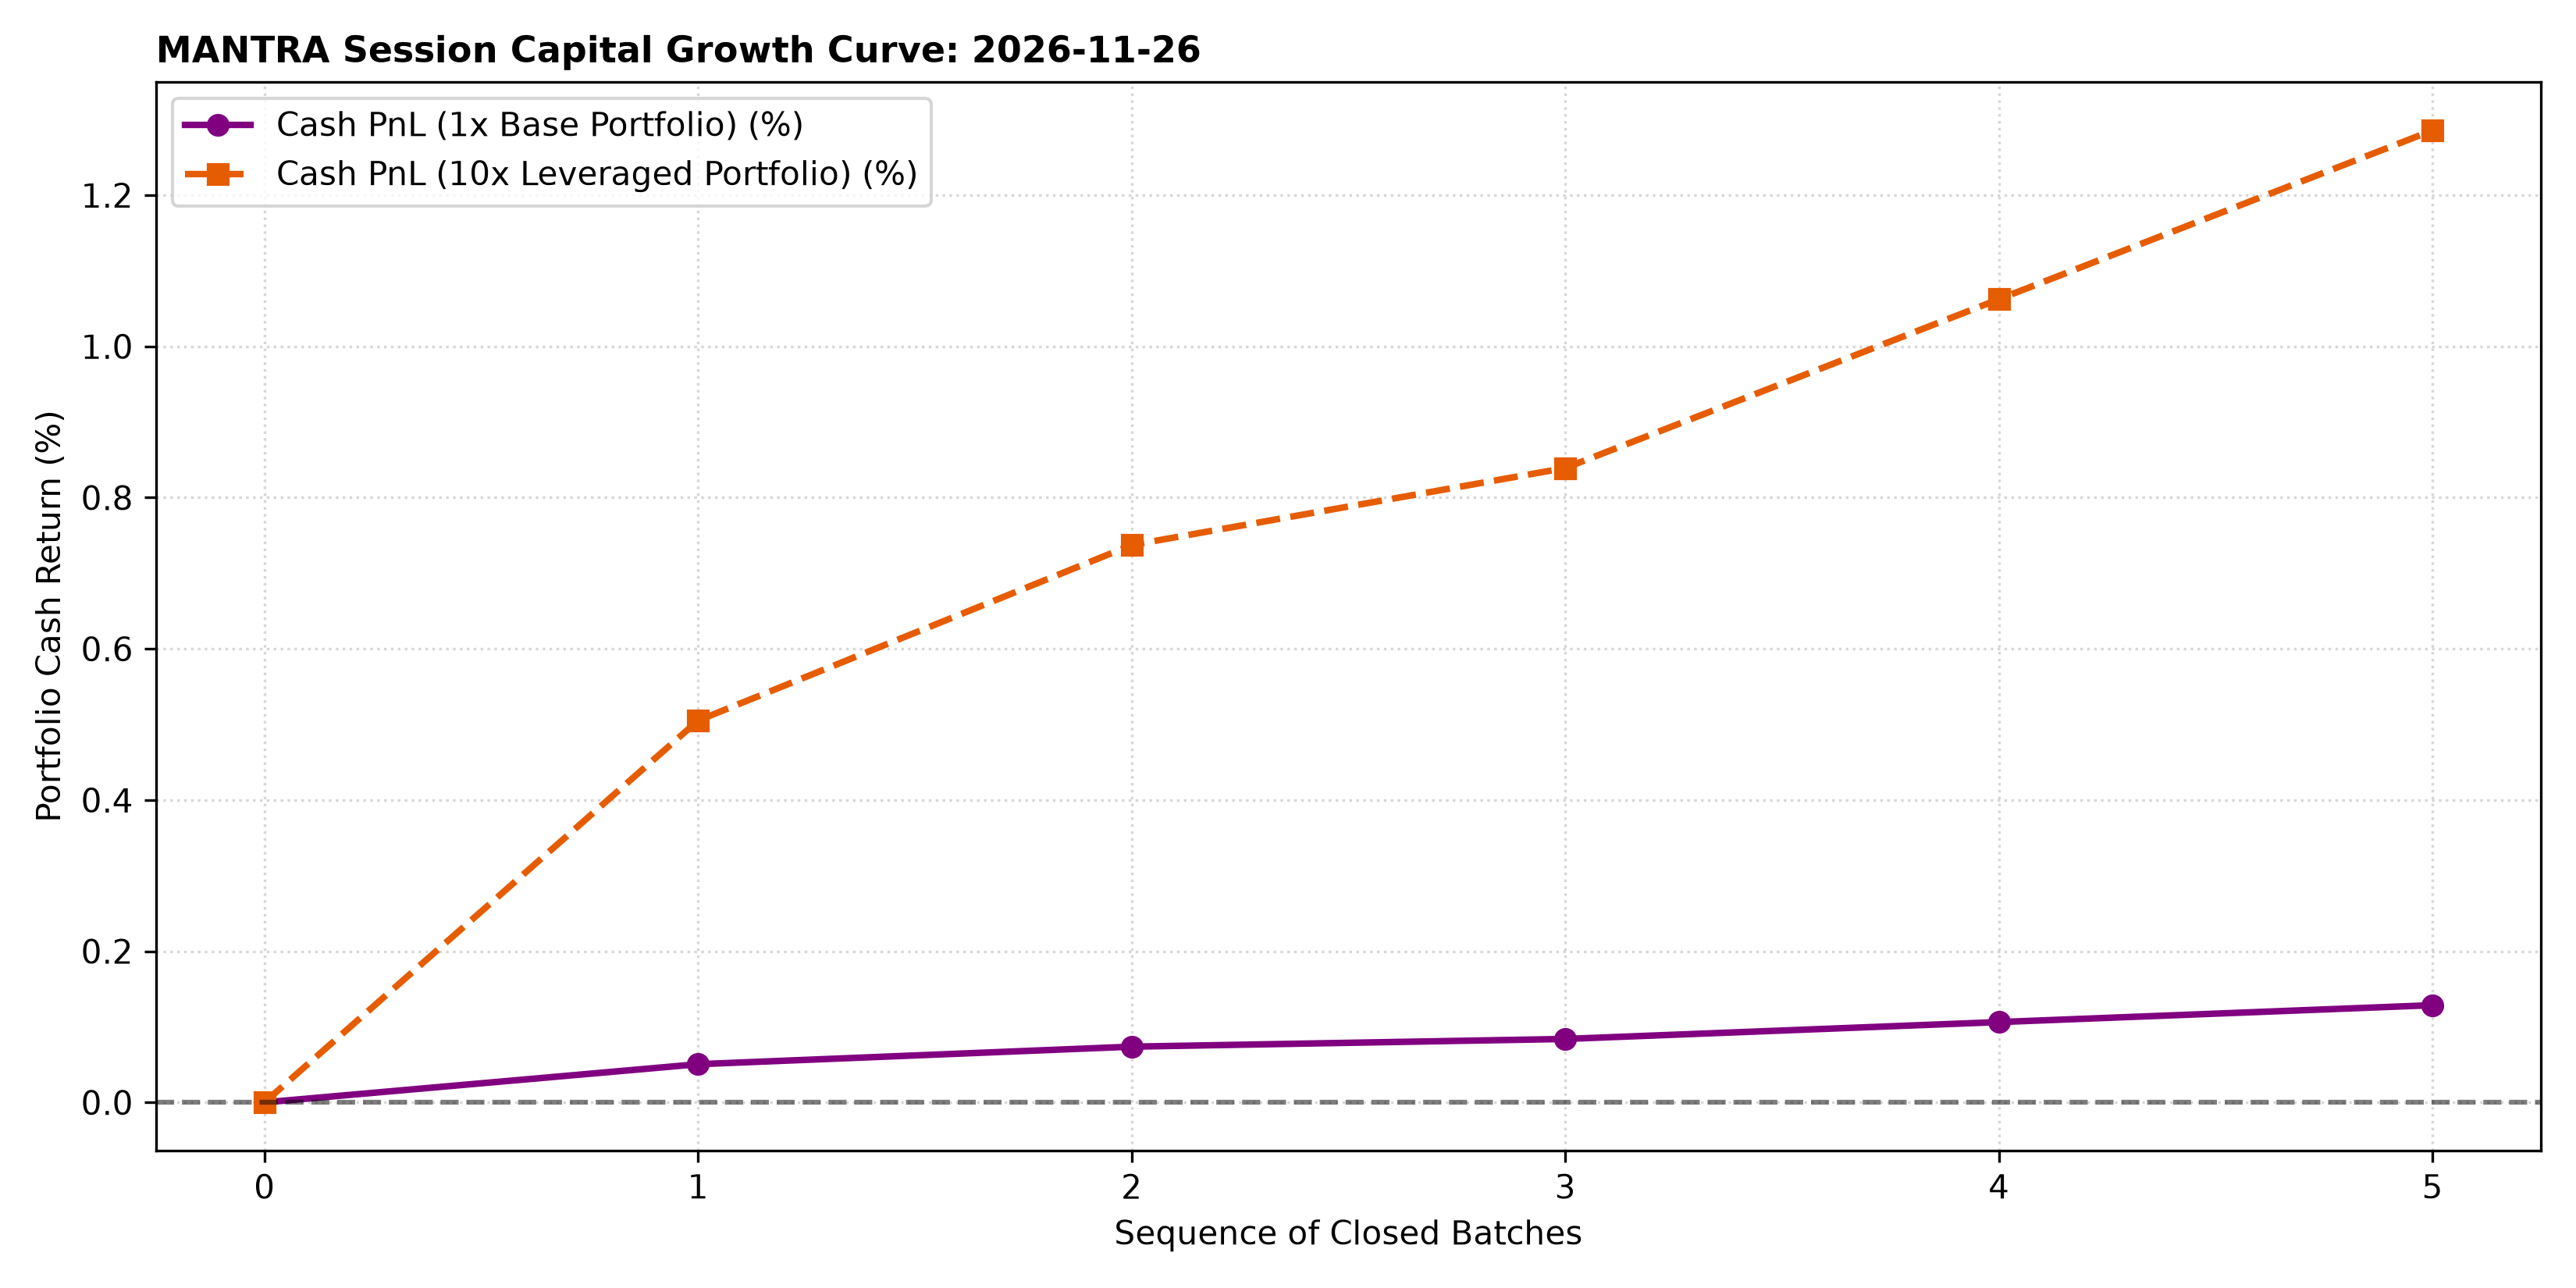 MANTRA Session Capital Growth Curve: 2026-11-26
Cash PnL (1x Base Portfolio) (%)
Cash PnL (10x Leveraged Portfolio) (%)
Portfolio Cash Return (%)
1.2
1.0
0.8
0.6
0.4
0.2
0.0
0 1 2 3 4 5
Sequence of Closed Batches